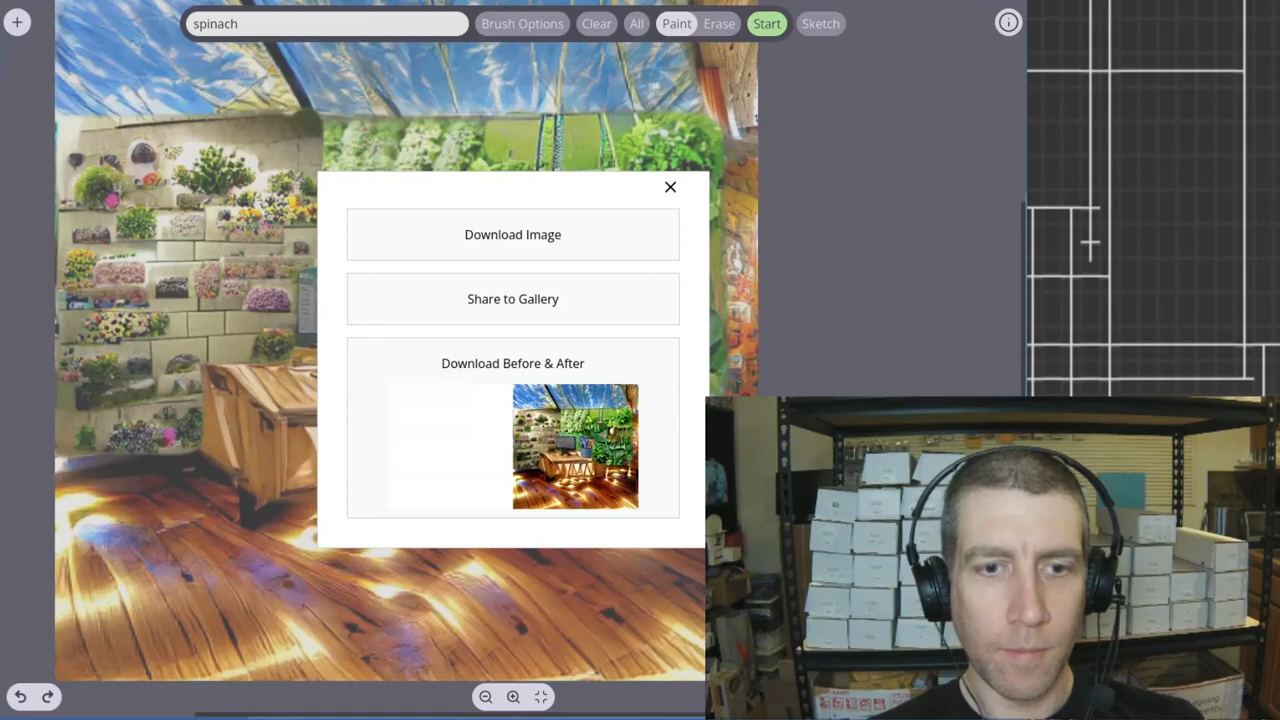 spinach
Brush Options
Clear
All
Paint
Erase
Start
Sketch
Download Image
Share to Gallery
Download Before & After